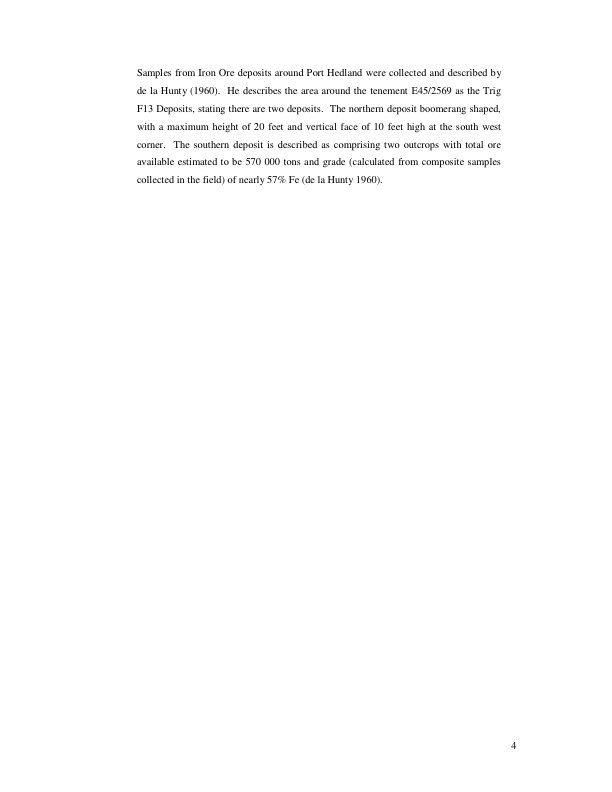 Samples from Iron Ore deposits around Port Hedland were collected and described by
de la Hunty (1960).  He describes the area around the tenement E45/2569 as the Trig
F13 Deposits, stating there are two deposits.  The northern deposit boomerang shaped,
with a maximum height of 20 feet and vertical face of 10 feet high at the south west
corner.  The southern deposit is described as comprising two outcrops with total ore
available estimated to be 570 000 tons and grade (calculated from composite samples
collected in the field) of nearly 57% Fe (de la Hunty 1960).
4